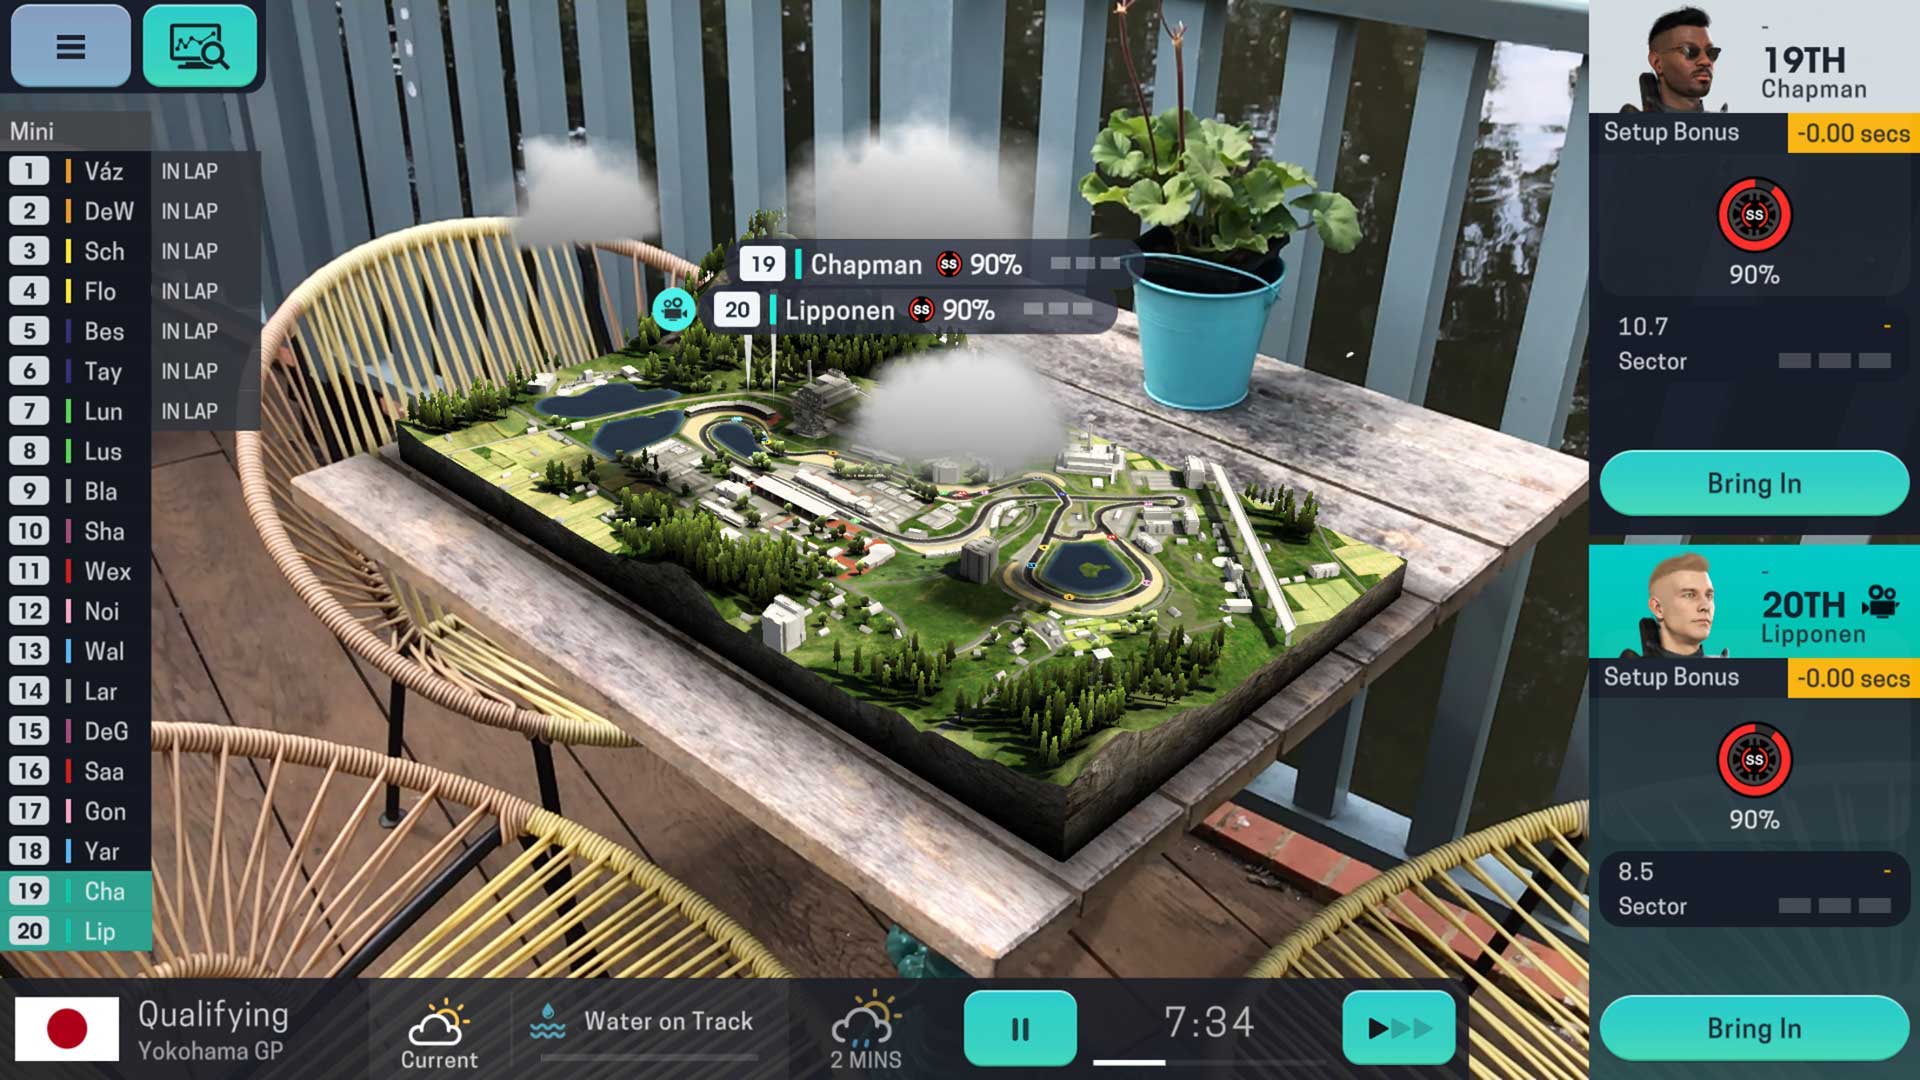 Mini
1 Váz IN LAP
2 DeW IN LAP
3 Sch IN LAP
4 Flo IN LAP
5 Bes IN LAP
6 Tay IN LAP
7 Lun IN LAP
8 Lus
9 Bla
10 Sha
11 Wex
12 Noi
13 Wal
14 Lar
15 DeG
16 Saa
17 Gon
18 Yar
19 Cha
20 Lip
19 Chapman SS 90%
20 Lipponen SS 90%
-
19TH
Chapman
Setup Bonus -0.00 secs
SS
90%
10.7 -
Sector
Bring In
-
20TH
Lipponen
Setup Bonus -0.00 secs
SS
90%
8.5 -
Sector
Bring In
Qualifying
Yokohama GP
Current
Water on Track
2 MINS
7:34